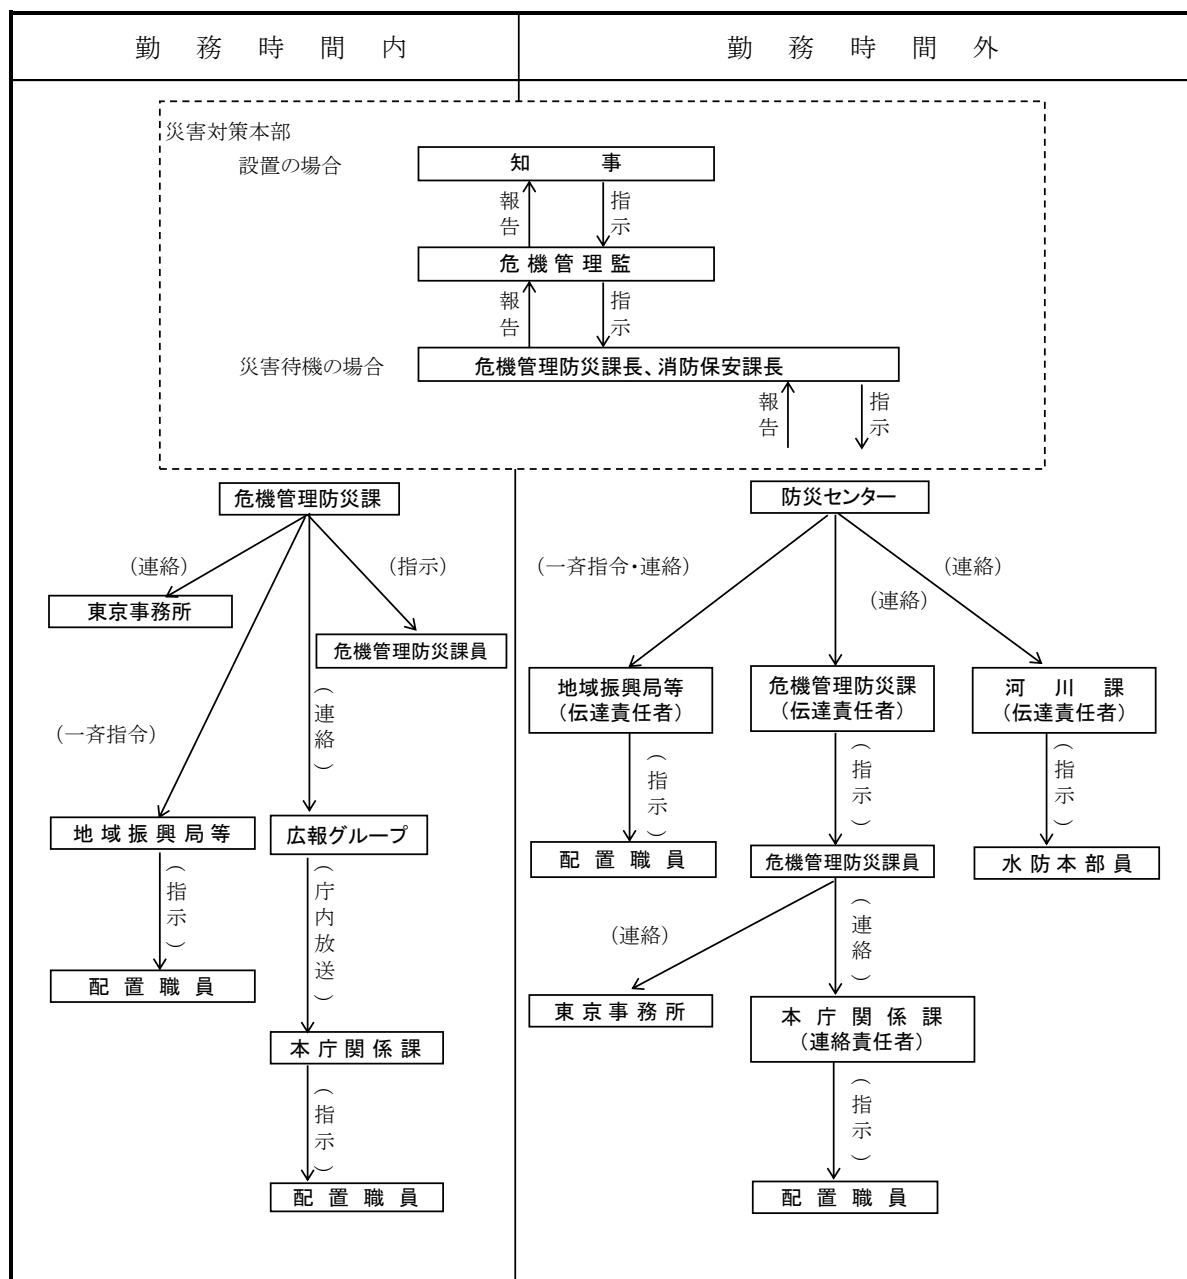 勤務時間内
勤務時間外
災害対策本部
設置の場合
知事
報告
指示
危機管理監
報告
指示
災害待機の場合
危機管理防災課長、消防保安課長
報告
指示
危機管理防災課
(連絡)
(指示)
東京事務所
危機管理防災課員
(一斉指令)
(連絡)
地域振興局等
広報グループ
(指示)
(庁内放送)
配置職員
本庁関係課
(指示)
配置職員
防災センター
(一斉指令・連絡)
(連絡)
(連絡)
地域振興局等
(伝達責任者)
危機管理防災課
(伝達責任者)
河川課
(伝達責任者)
(指示)
(指示)
(指示)
配置職員
危機管理防災課員
水防本部員
(連絡)
(連絡)
東京事務所
本庁関係課
(連絡責任者)
(指示)
配置職員